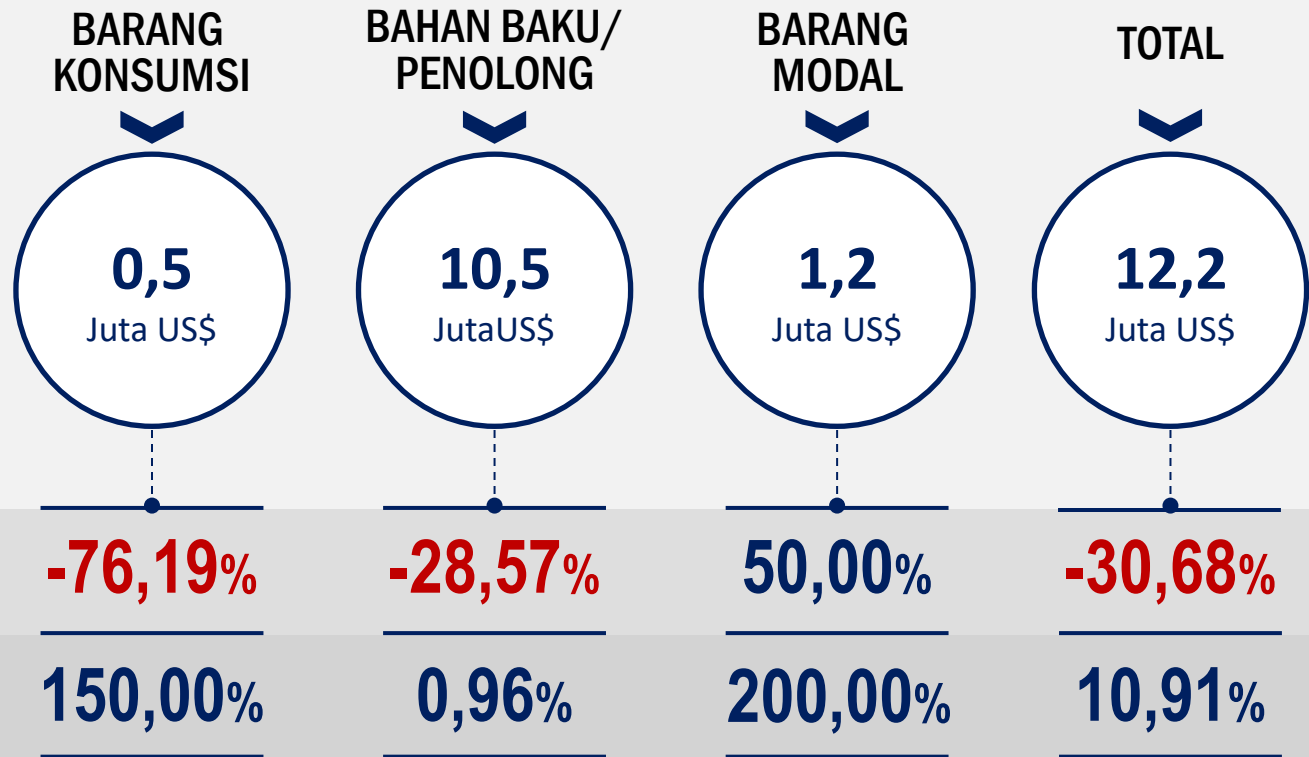 BARANG
KONSUMSI
BAHAN BAKU/
PENOLONG
BARANG
MODAL
TOTAL
0,5
Juta US$
10,5
JutaUS$
1,2
Juta US$
12,2
Juta US$
-76,19%
-28,57%
50,00%
-30,68%
150,00%
0,96%
200,00%
10,91%